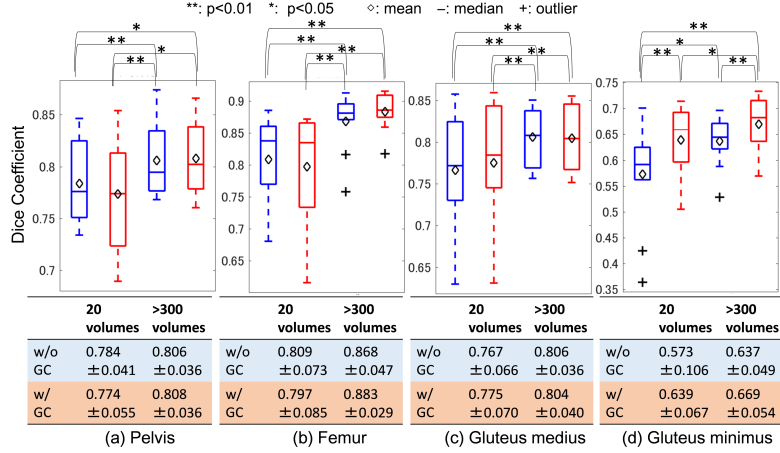 **: p<0.01 *: p<0.05 ◇: mean –: median +: outlier
* ** * **
** ** ** **
** ** ** **
** * ** * **
Dice Coefficient
0.85
0.8
0.75
0.7
0.9
0.85
0.8
0.75
0.7
0.65
0.85
0.8
0.75
0.7
0.65
0.7
0.65
0.6
0.55
0.5
0.45
0.4
0.35
20 volumes >300 volumes
w/o GC 0.784 ±0.041 0.806 ±0.036
w/ GC 0.774 ±0.055 0.808 ±0.036
(a) Pelvis
20 volumes >300 volumes
w/o GC 0.809 ±0.073 0.868 ±0.047
w/ GC 0.797 ±0.085 0.883 ±0.029
(b) Femur
20 volumes >300 volumes
w/o GC 0.767 ±0.066 0.806 ±0.036
w/ GC 0.775 ±0.070 0.804 ±0.040
(c) Gluteus medius
20 volumes >300 volumes
w/o GC 0.573 ±0.106 0.637 ±0.049
w/ GC 0.639 ±0.067 0.669 ±0.054
(d) Gluteus minimus